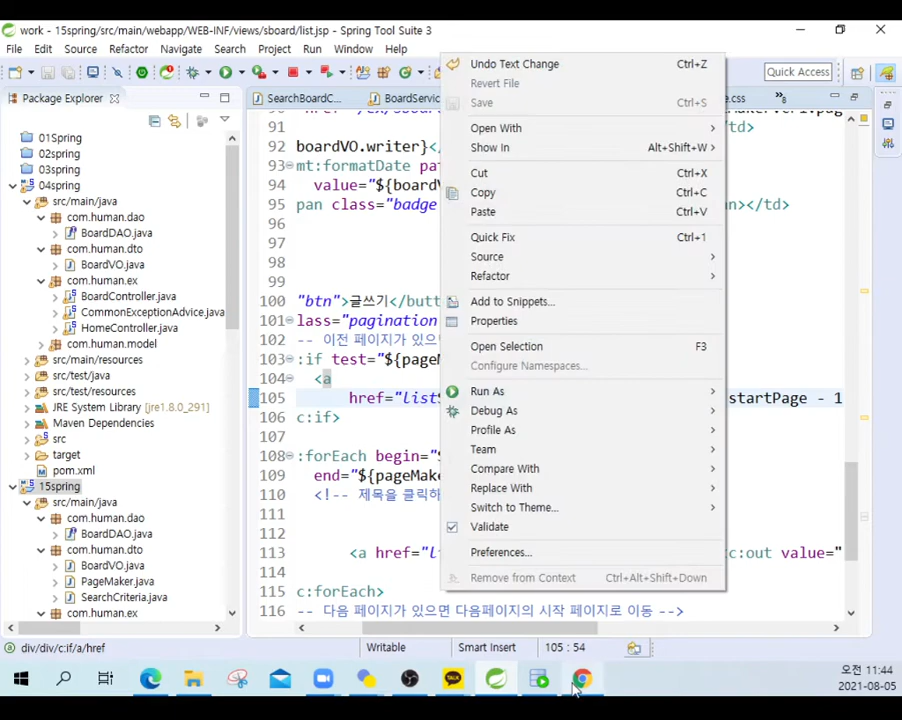 work - 15spring/src/main/webapp/WEB-INF/views/sboard/list.jsp - Spring Tool Suite 3
File Edit Source Refactor Navigate Search Project Run Window Help
Quick Access
Package Explorer
SearchBoardC...
BoardServic
.css
8
01Spring
02spring
03spring
04spring
src/main/java
com.human.dao
BoardDAO.java
com.human.dto
BoardVO.java
com.human.ex
BoardController.java
CommonExceptionAdvice.java
HomeController.java
com.human.model
src/main/resources
src/test/java
src/test/resources
JRE System Library [jre1.8.0_291]
Maven Dependencies
src
target
pom.xml
15spring
src/main/java
com.human.dao
BoardDAO.java
com.human.dto
BoardVO.java
PageMaker.java
SearchCriteria.java
com.human.ex
91 /td>
92 boardVO.writer}</
93 mt:formatDate pat
94 value="${boardV
95 pan class="badge n></td>
96
97
98
99
100 "btn">글쓰기</butt
101 lass="pagination
102 -- 이전 페이지가 있으면
103 :if test="${pageM
104 <a
105 href="listS startPage - 1
106 c:if>
107
108 :forEach begin="$
109 end="${pageMake
110 <!-- 제목을 클릭하
111
112
113 <a href="li c:out value="
114
115 c:forEach>
116 -- 다음 페이지가 있으면 다음페이지의 시작 페이지로 이동 -->
Undo Text Change Ctrl+Z
Revert File
Save Ctrl+S
Open With
Show In Alt+Shift+W
Cut Ctrl+X
Copy Ctrl+C
Paste Ctrl+V
Quick Fix Ctrl+1
Source
Refactor
Add to Snippets...
Properties
Open Selection F3
Configure Namespaces...
Run As
Debug As
Profile As
Team
Compare With
Replace With
Switch to Theme...
Validate
Preferences...
Remove from Context Ctrl+Alt+Shift+Down
div/div/c:if/a/href
Writable
Smart Insert
105 : 54
TALK
오전 11:44
2021-08-05